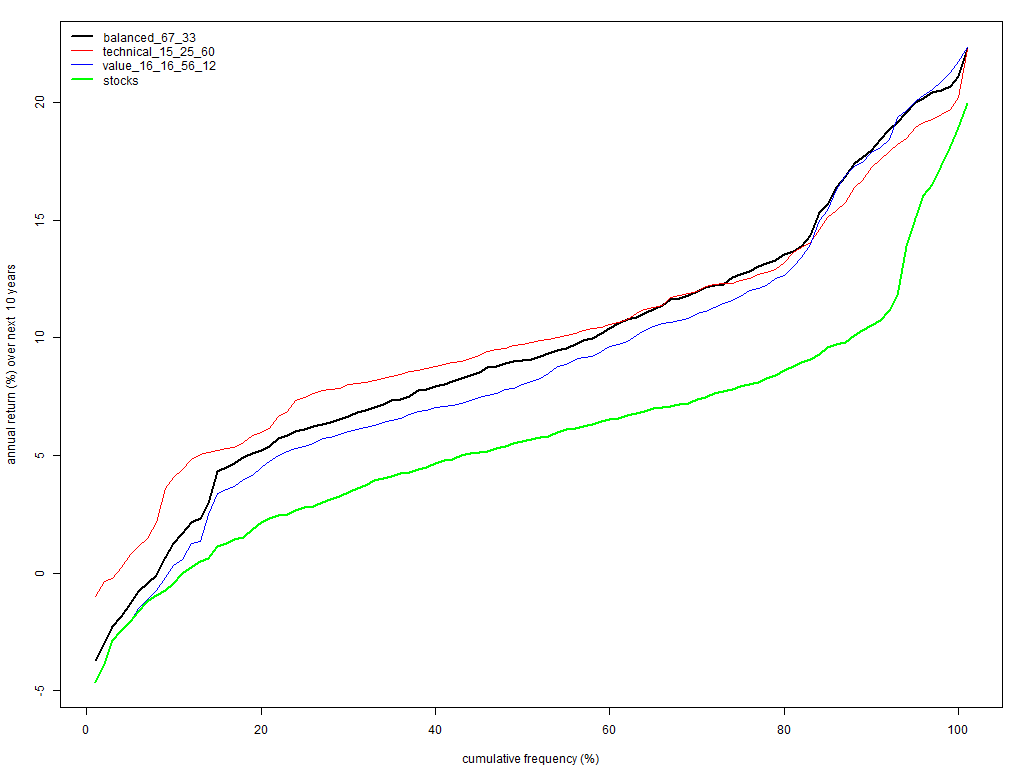 balanced_67_33
technical_15_25_60
value_16_16_56_12
stocks
annual return (%) over next  10 years
20
15
10
5
0
-5
0
20
40
60
80
100
cumulative frequency (%)